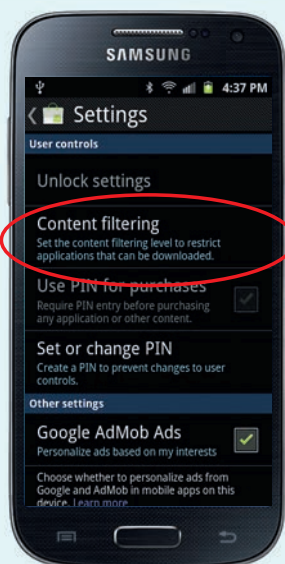 SAMSUNG
4:37 PM
Settings
User controls
Unlock settings
Content filtering
Set the content filtering level to restrict
applications that can be downloaded.
Use PIN for purchases
Require PIN entry before purchasing
any application or other content.
Set or change PIN
Create a PIN to prevent changes to user
controls.
Other settings
Google AdMob Ads
Personalize ads based on my interests
Choose whether to personalize ads from
Google and AdMob in mobile apps on this
device. Learn more